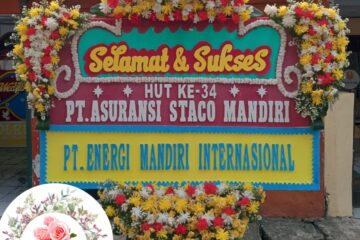 Selamat & Sukses
HUT KE-34
PT.ASURANSI STACO MANDIRI
PT.ENERGI MANDIRI INTERNASIONAL